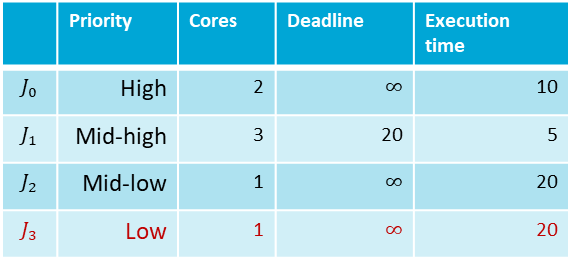 Priority Cores Deadline Execution time
J₀ High 2 ∞ 10
J₁ Mid-high 3 20 5
J₂ Mid-low 1 ∞ 20
J₃ Low 1 ∞ 20